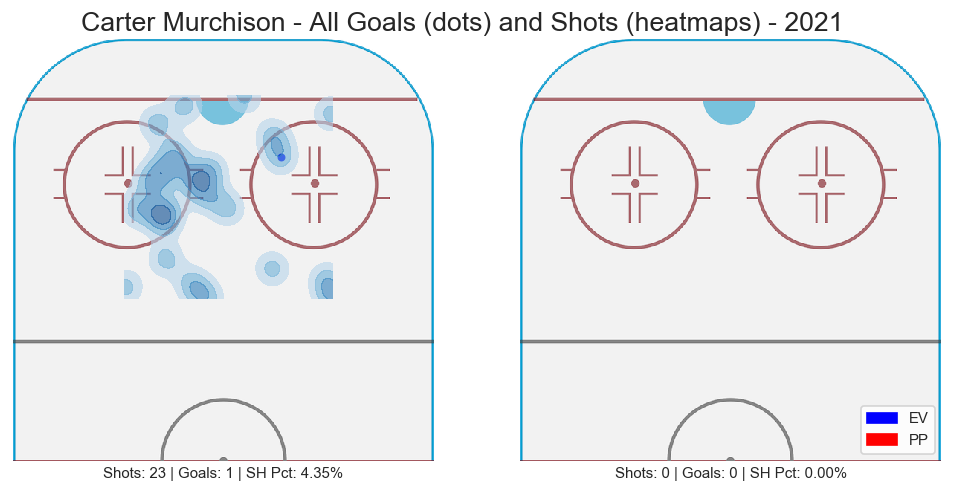 Carter Murchison - All Goals (dots) and Shots (heatmaps) - 2021
EV
PP
Shots: 23 | Goals: 1 | SH Pct: 4.35%
Shots: 0 | Goals: 0 | SH Pct: 0.00%